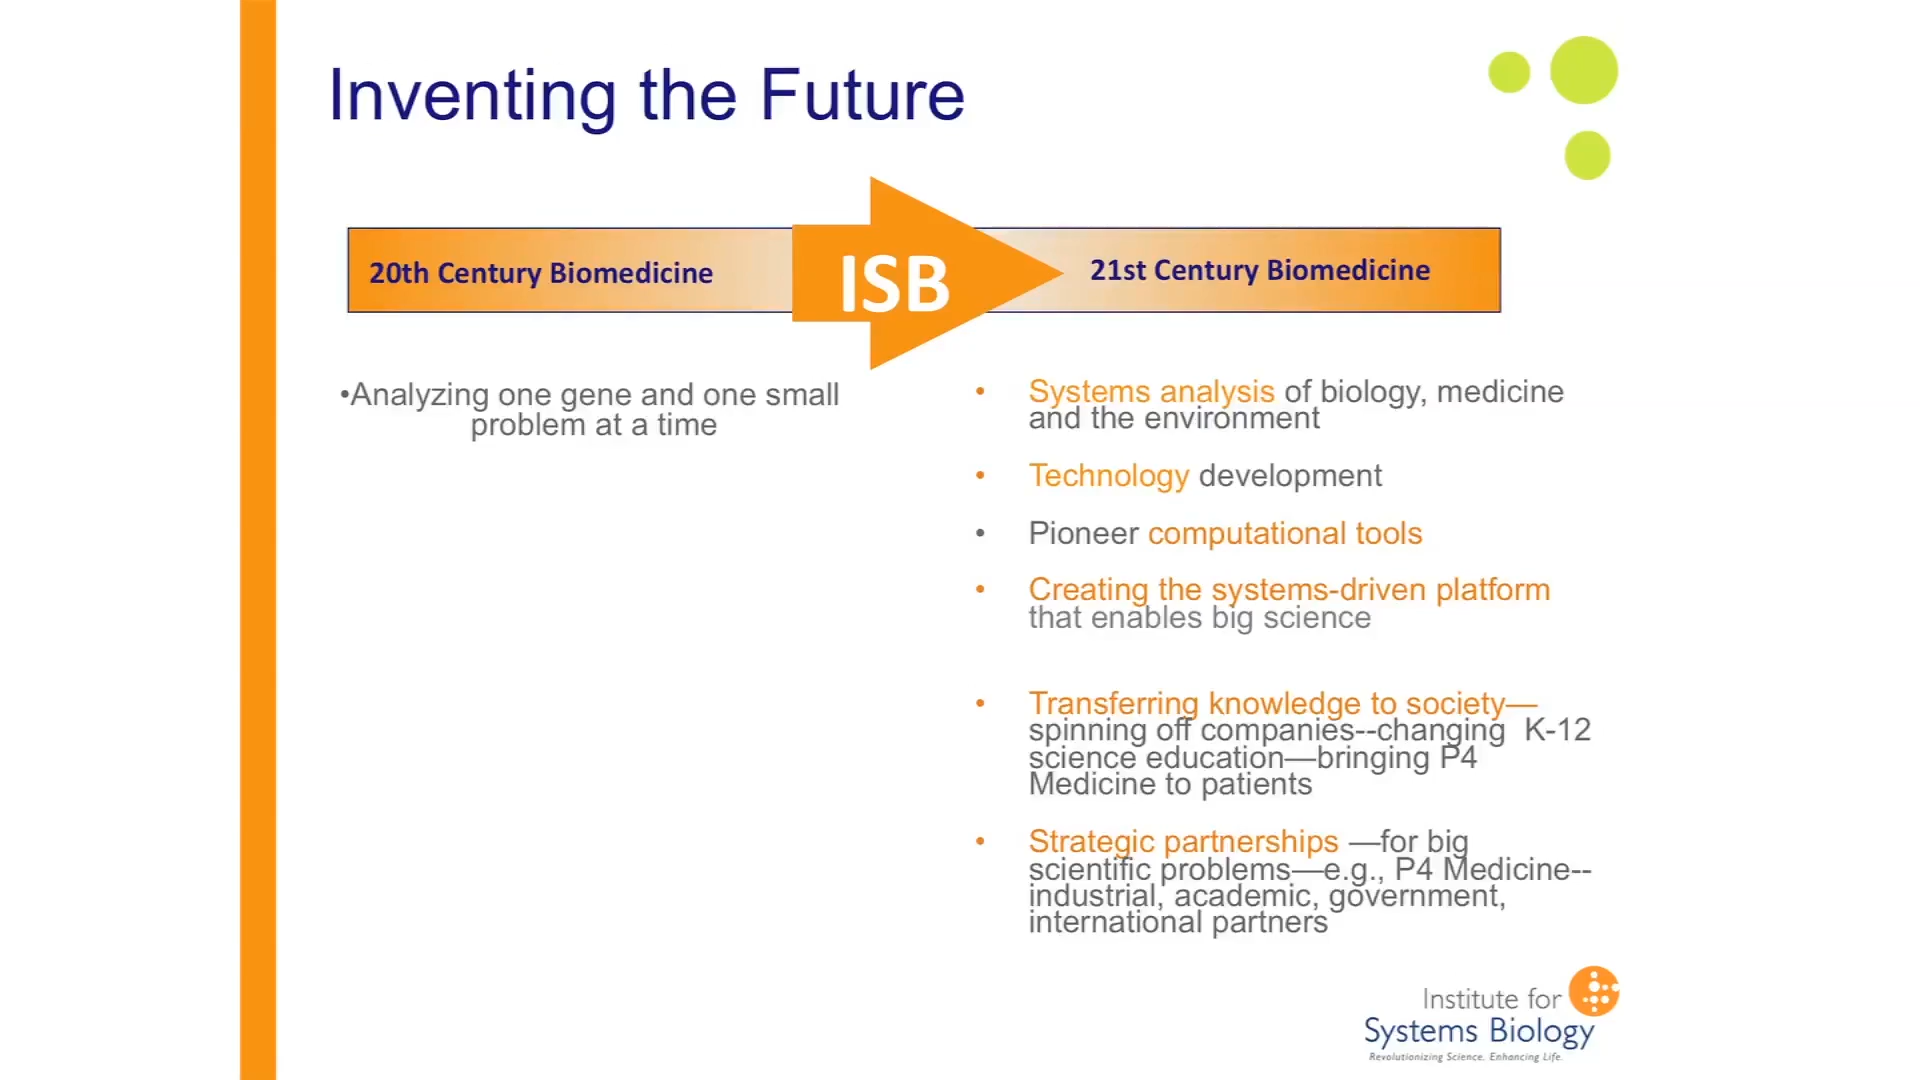 Inventing the Future
20th Century Biomedicine
ISB
21st Century Biomedicine
•Analyzing one gene and one small
problem at a time
• Systems analysis of biology, medicine
and the environment
• Technology development
• Pioneer computational tools
• Creating the systems-driven platform
that enables big science
• Transferring knowledge to society—
spinning off companies--changing  K-12
science education—bringing P4
Medicine to patients
• Strategic partnerships —for big
scientific problems—e.g., P4 Medicine--
industrial, academic, government,
international partners
Institute for
Systems Biology
Revolutionizing Science. Enhancing Life.